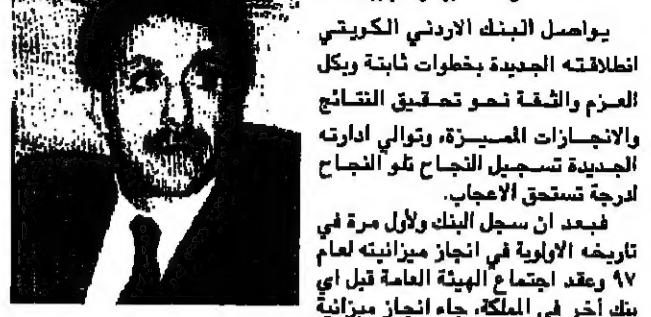 يواصل البنك الاردني الكويتي
انطلاقته الجديدة بخطوات ثابتة وبكل
العزم والثقة نحو تحقيق النتائج
والانجازات المميزة، وتوالي ادارته
الجديدة تسجيل النجاح تلو النجاح
لدرجة تستحق الاعجاب.
فبعد ان سجل البنك ولأول مرة في
تاريخه الاولوية في انجاز ميزانيته لعام
٩٧ وعقد اجتماع الهيئة العامة قبل اي
بنك آخر في المملكة، جاء انجاز ميزانية